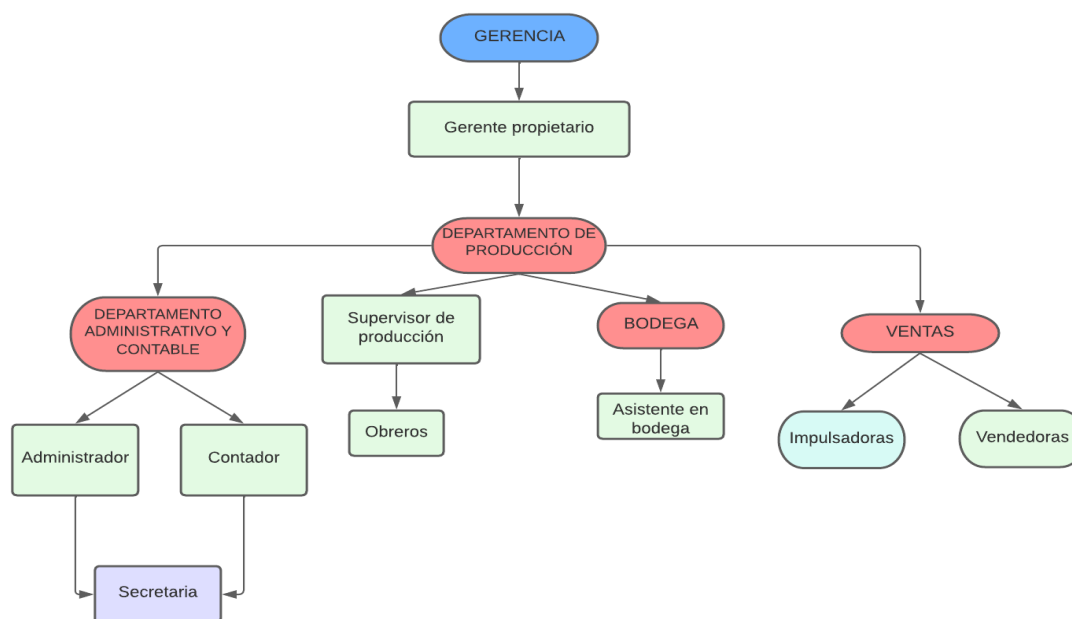 GERENCIA
Gerente propietario
DEPARTAMENTO DE
PRODUCCIÓN
DEPARTAMENTO
ADMINISTRATIVO Y
CONTABLE
Supervisor de
producción
BODEGA
VENTAS
Administrador
Contador
Obreros
Asistente en
bodega
Impulsadoras
Vendedoras
Secretaria